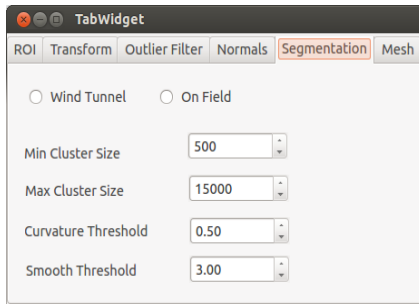 TabWidget
ROI Transform Outlier Filter Normals Segmentation Mesh
Wind Tunnel On Field
Min Cluster Size 500
Max Cluster Size 15000
Curvature Threshold 0.50
Smooth Threshold 3.00